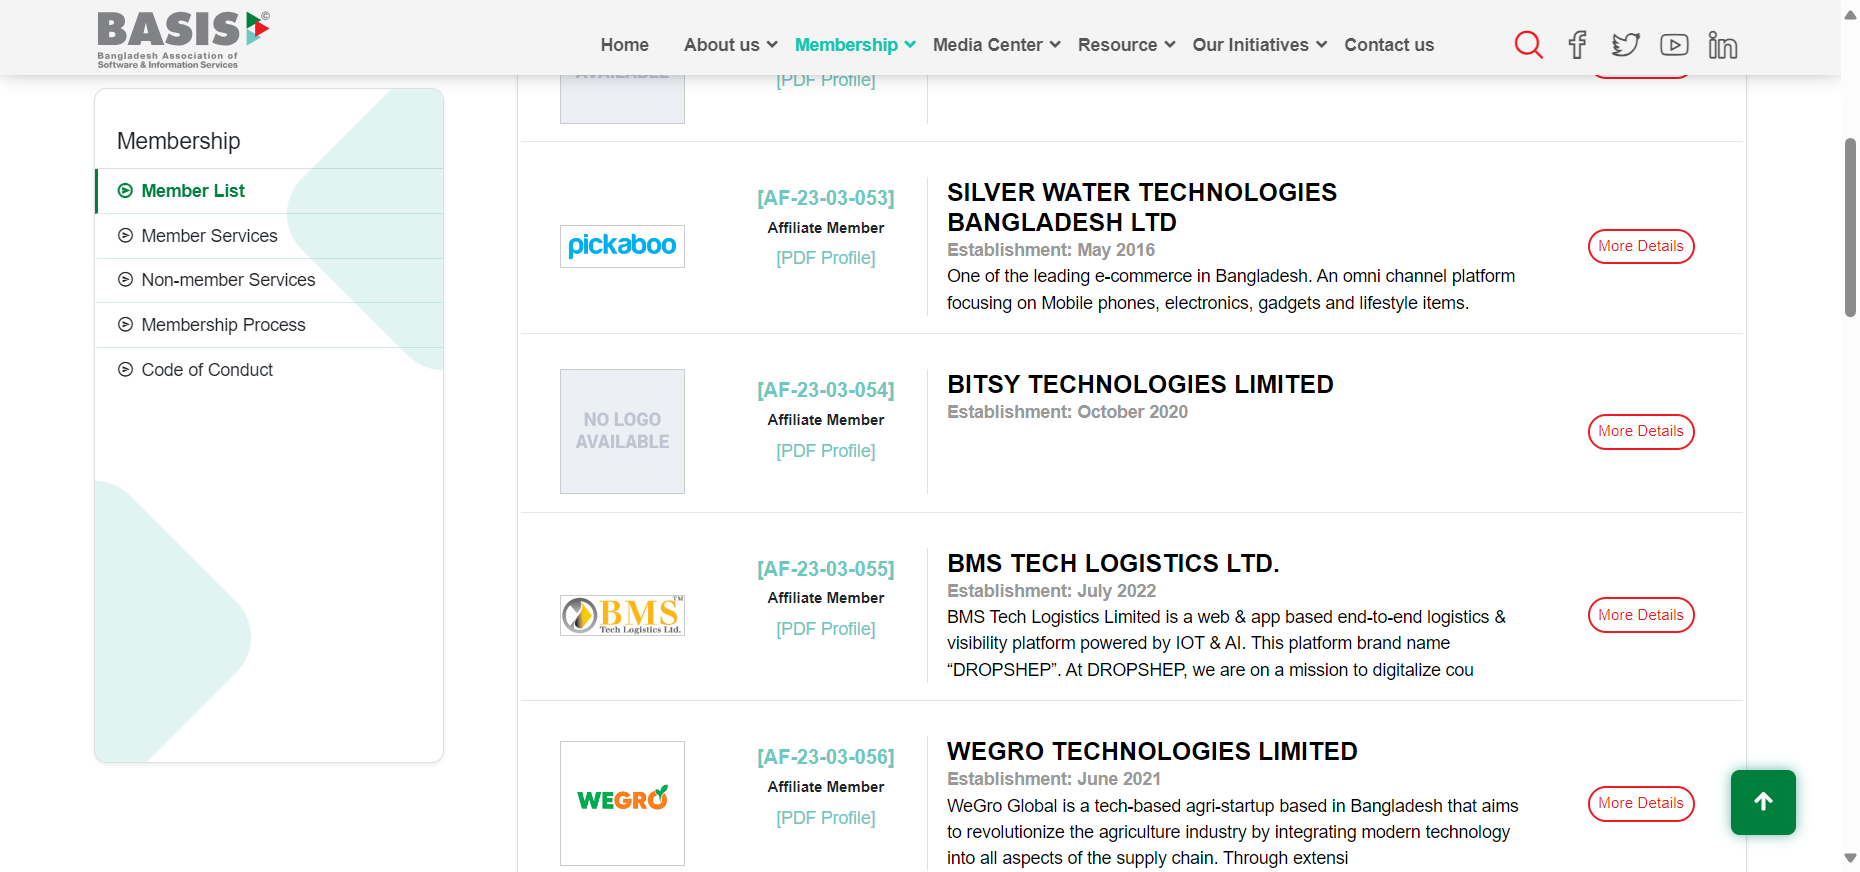 BASIS©
Bangladesh Association of
Software & Information Services
Home
About us
Membership
Media Center
Resource
Our Initiatives
Contact us
Membership
Member List
Member Services
Non-member Services
Membership Process
Code of Conduct
AVAILABLE
[PDF Profile]
pickaboo
[AF-23-03-053]
Affiliate Member
[PDF Profile]
SILVER WATER TECHNOLOGIES
BANGLADESH LTD
Establishment: May 2016
One of the leading e-commerce in Bangladesh. An omni channel platform
focusing on Mobile phones, electronics, gadgets and lifestyle items.
More Details
NO LOGO
AVAILABLE
[AF-23-03-054]
Affiliate Member
[PDF Profile]
BITSY TECHNOLOGIES LIMITED
Establishment: October 2020
More Details
BMS™
Tech Logistics Ltd.
[AF-23-03-055]
Affiliate Member
[PDF Profile]
BMS TECH LOGISTICS LTD.
Establishment: July 2022
BMS Tech Logistics Limited is a web & app based end-to-end logistics &
visibility platform powered by IOT & AI. This platform brand name
“DROPSHEP”. At DROPSHEP, we are on a mission to digitalize cou
More Details
WEGRO
[AF-23-03-056]
Affiliate Member
[PDF Profile]
WEGRO TECHNOLOGIES LIMITED
Establishment: June 2021
WeGro Global is a tech-based agri-startup based in Bangladesh that aims
to revolutionize the agriculture industry by integrating modern technology
into all aspects of the supply chain. Through extensi
More Details